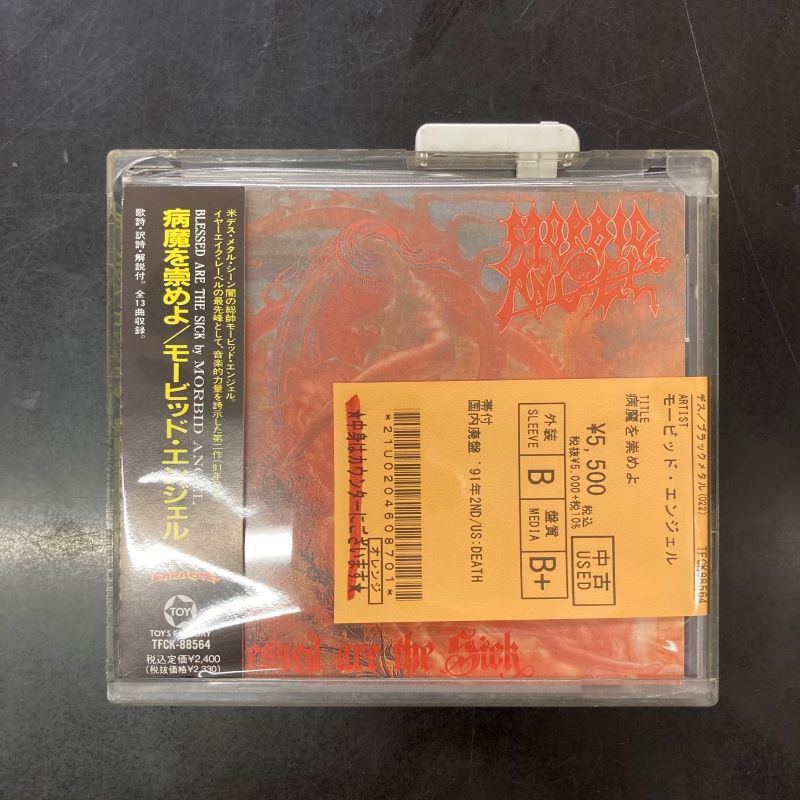 病魔を崇めよ/モービッド・エンジェル
BLESSED ARE THE SICK by MORBID ANGEL
米デス・メタル・シーン闇の総帥モービッド・エンジェル。
イヤーエイク・レーベルの最先峰として、音楽的力量を誇示した第二作
歌詩・訳詩・解説付。全13曲収録。
EARACHE
TOY
TOYS FACTORY
TFCK-88564
税込定価¥2,400
(税抜価格¥2,330)
MORBID
ANGEL
are the Sick
デス/ブラックメタル(022)
TFCK88564
ARTIST
モービッド・エンジェル
TITLE
病魔を崇めよ
¥5,500 税込
税抜¥5,000+税10%
中古
USED
外装
SLEEVE
B
盤質
MEDIA
B+
帯付
国内廃盤 '91年2ND/US:DEATH
*21U0204608701*
オレンジ
★中身はカウンターにございます★